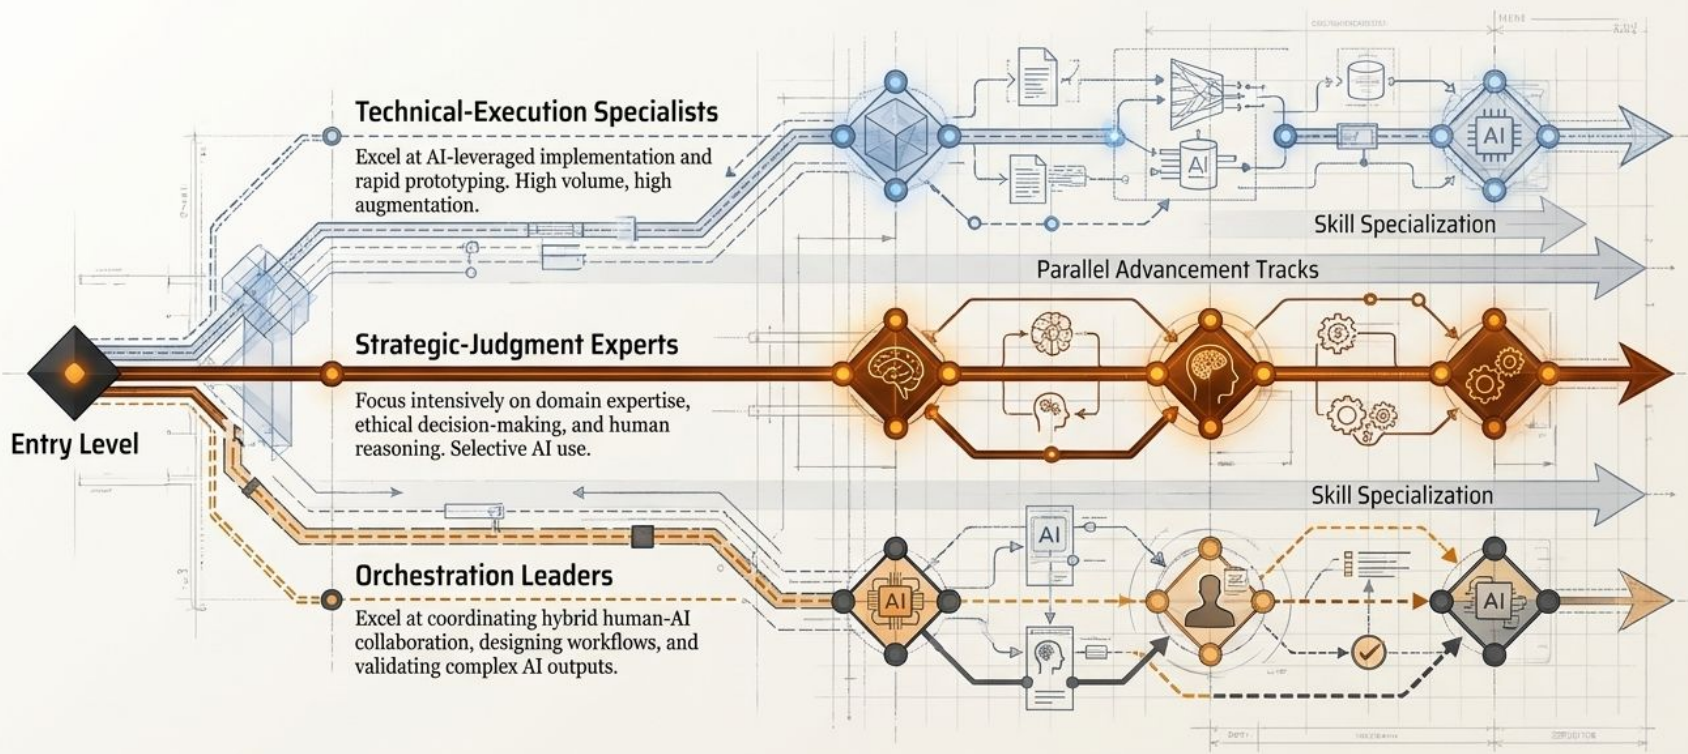 Technical-Execution Specialists
Excel at AI-leveraged implementation and
rapid prototyping. High volume, high
augmentation.
AI
AI
Skill Specialization
Parallel Advancement Tracks
Entry Level
Strategic-Judgment Experts
Focus intensively on domain expertise,
ethical decision-making, and human
reasoning. Selective AI use.
Skill Specialization
Orchestration Leaders
Excel at coordinating hybrid human-AI
collaboration, designing workflows, and
validating complex AI outputs.
AI
AI
AI